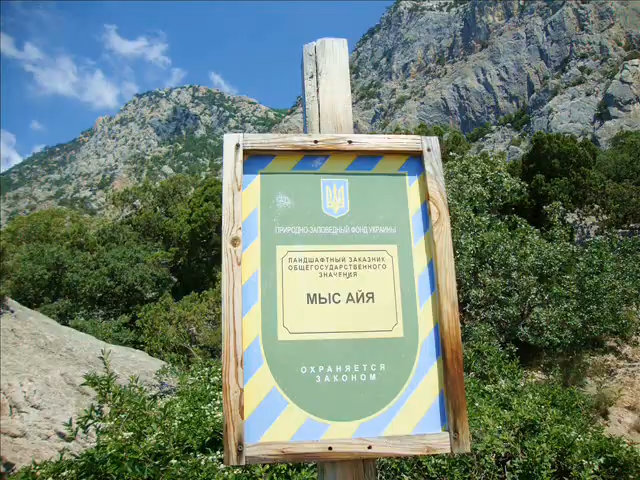 ПРИРОДНО-ЗАПОВЕДНЫЙ ФОНД УКРАИНЫ
ЛАНДШАФТНЫЙ ЗАКАЗНИК
ОБЩЕГОСУДАРСТВЕННОГО
ЗНАЧЕНИЯ
МЫС АЙЯ
ОХРАНЯЕТСЯ
ЗАКОНОМ